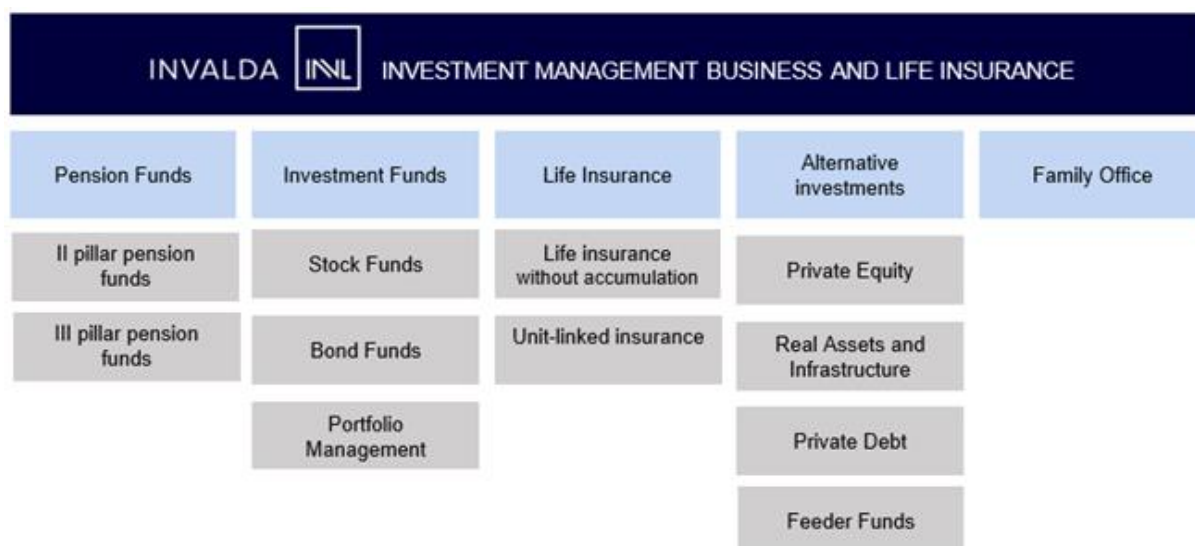 INVALDA INVL INVESTMENT MANAGEMENT BUSINESS AND LIFE INSURANCE
Pension Funds
Investment Funds
Life Insurance
Alternative
investments
Family Office
II pillar pension
funds
III pillar pension
funds
Stock Funds
Bond Funds
Portfolio
Management
Life insurance
without accumulation
Unit-linked insurance
Private Equity
Real Assets and
Infrastructure
Private Debt
Feeder Funds